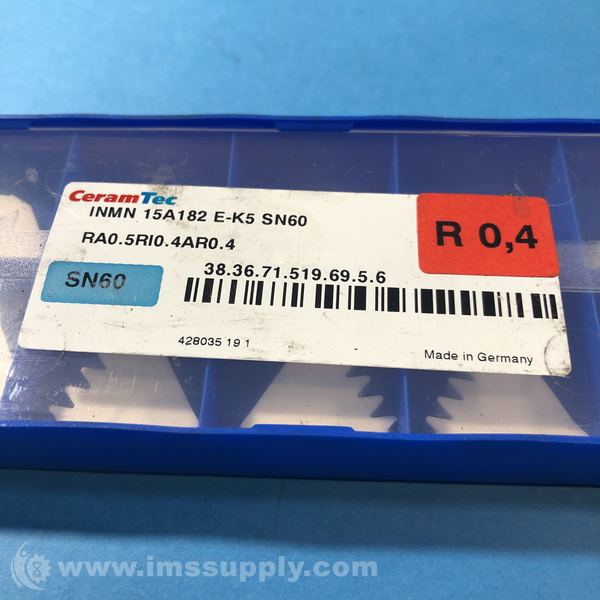 CeramTec
INMN 15A182 E-K5 SN60
RA0.5RI0.4AR0.4
R 0,4
SN60
38.36.71.519.69.5.6
428035 19 1
Made in Germany
© www.imssupply.com